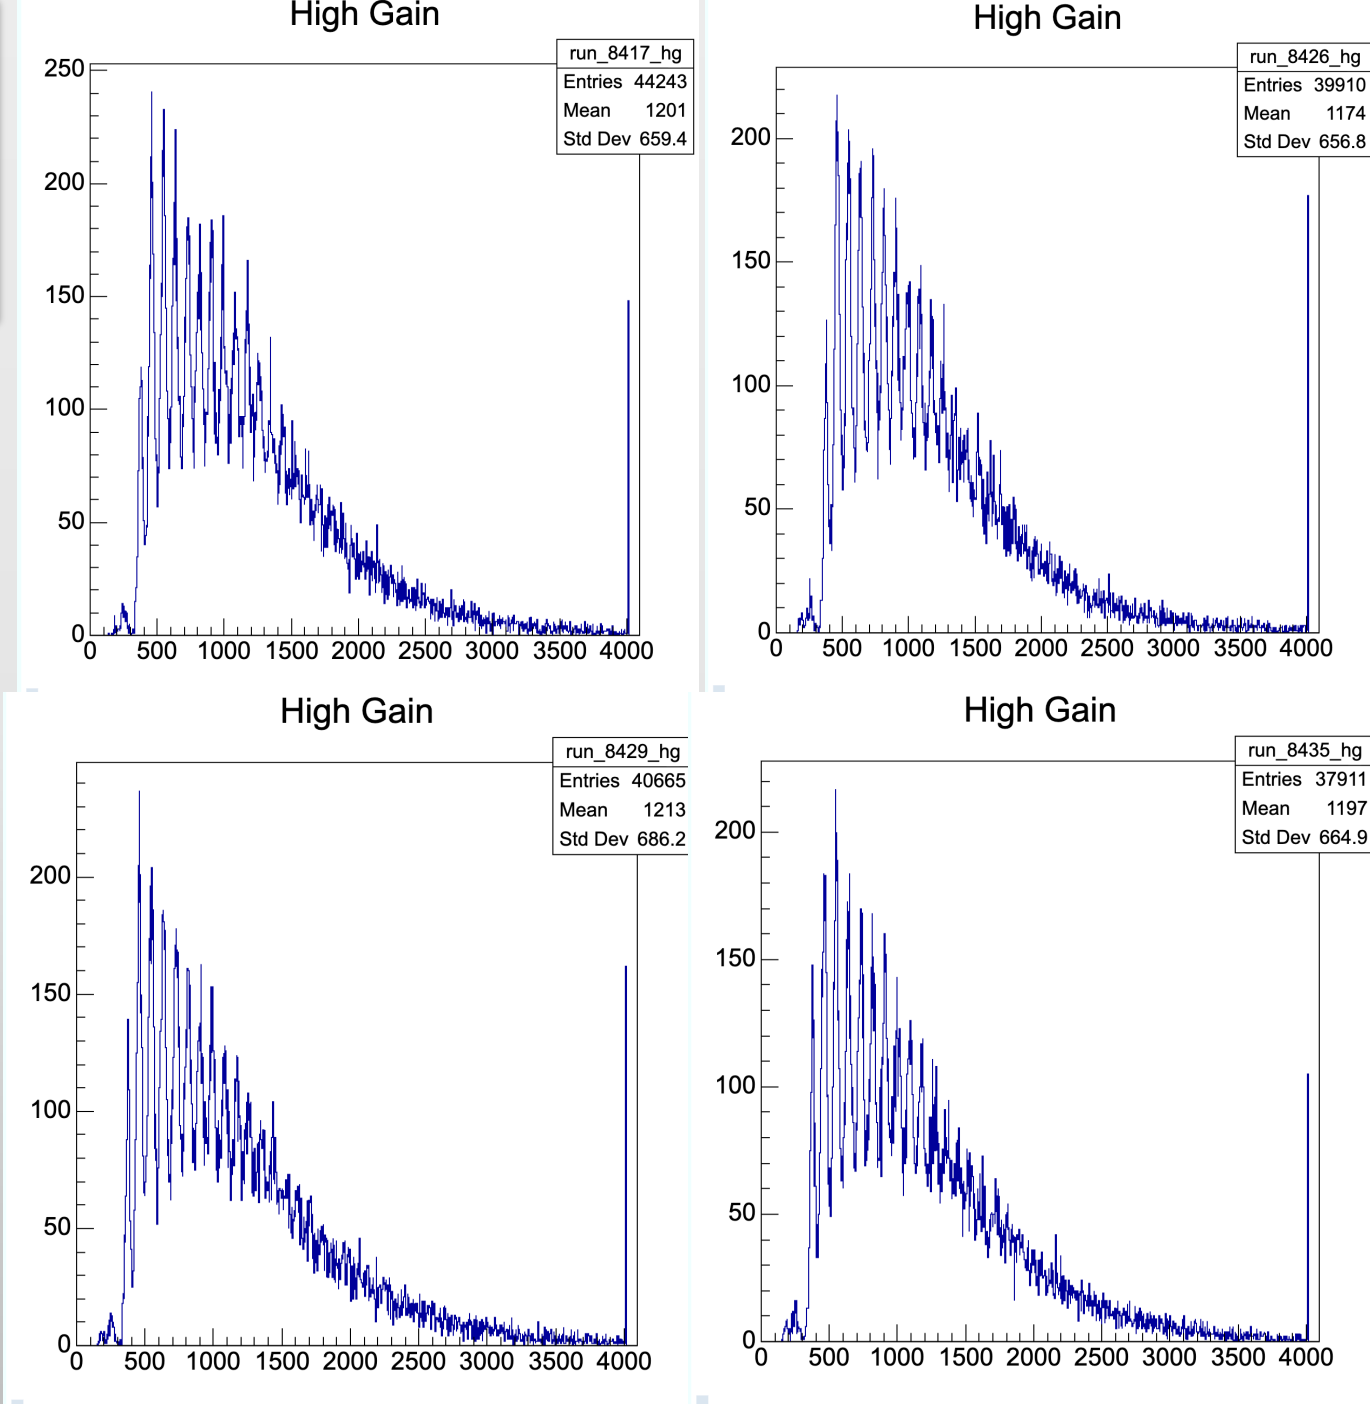 High Gain
run_8417_hg
Entries 44243
Mean 1201
Std Dev 659.4
250
200
150
100
50
0
0 500 1000 1500 2000 2500 3000 3500 4000
High Gain
run_8426_hg
Entries 39910
Mean 1174
Std Dev 656.8
200
150
100
50
0
0 500 1000 1500 2000 2500 3000 3500 4000
High Gain
run_8429_hg
Entries 40665
Mean 1213
Std Dev 686.2
200
150
100
50
0
0 500 1000 1500 2000 2500 3000 3500 4000
High Gain
run_8435_hg
Entries 37911
Mean 1197
Std Dev 664.9
200
150
100
50
0
0 500 1000 1500 2000 2500 3000 3500 4000